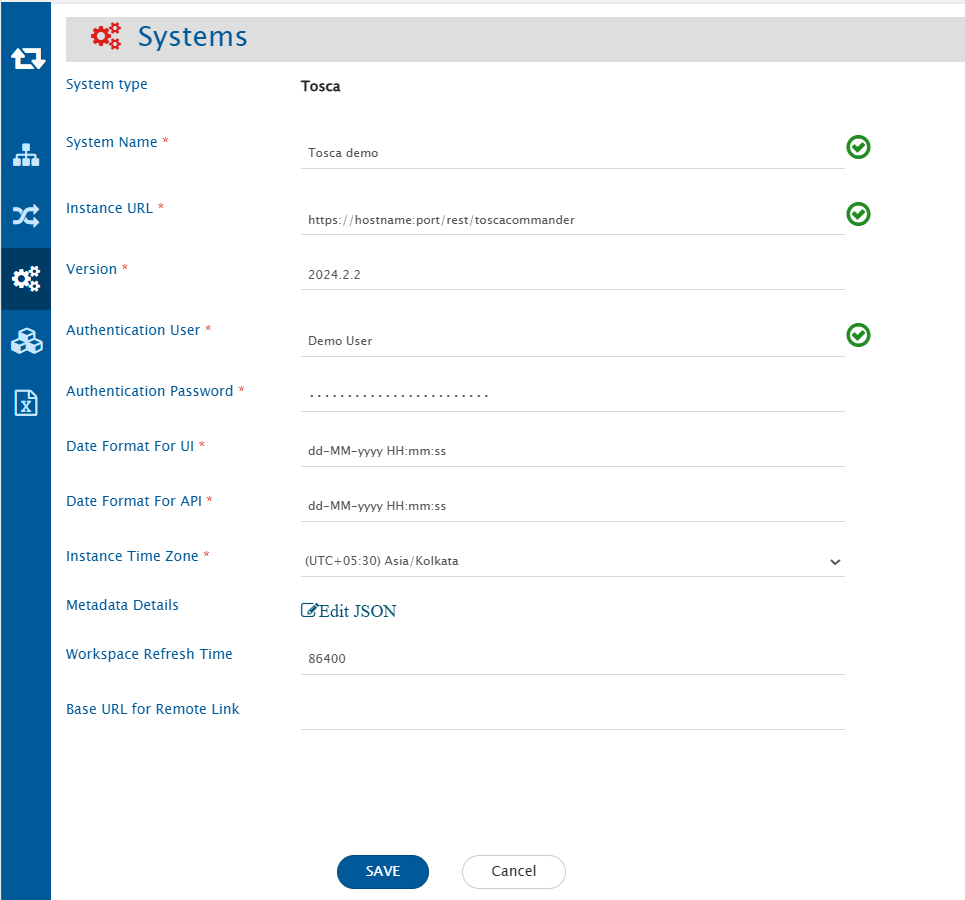 Systems
System type Tosca
System Name * Tosca demo
Instance URL * https://hostname:port/rest/toscacommander
Version * 2024.2.2
Authentication User * Demo User
Authentication Password * ························
Date Format For UI * dd-MM-yyyy HH:mm:ss
Date Format For API * dd-MM-yyyy HH:mm:ss
Instance Time Zone * (UTC+05:30) Asia/Kolkata
Metadata Details Edit JSON
Workspace Refresh Time 86400
Base URL for Remote Link
SAVE Cancel